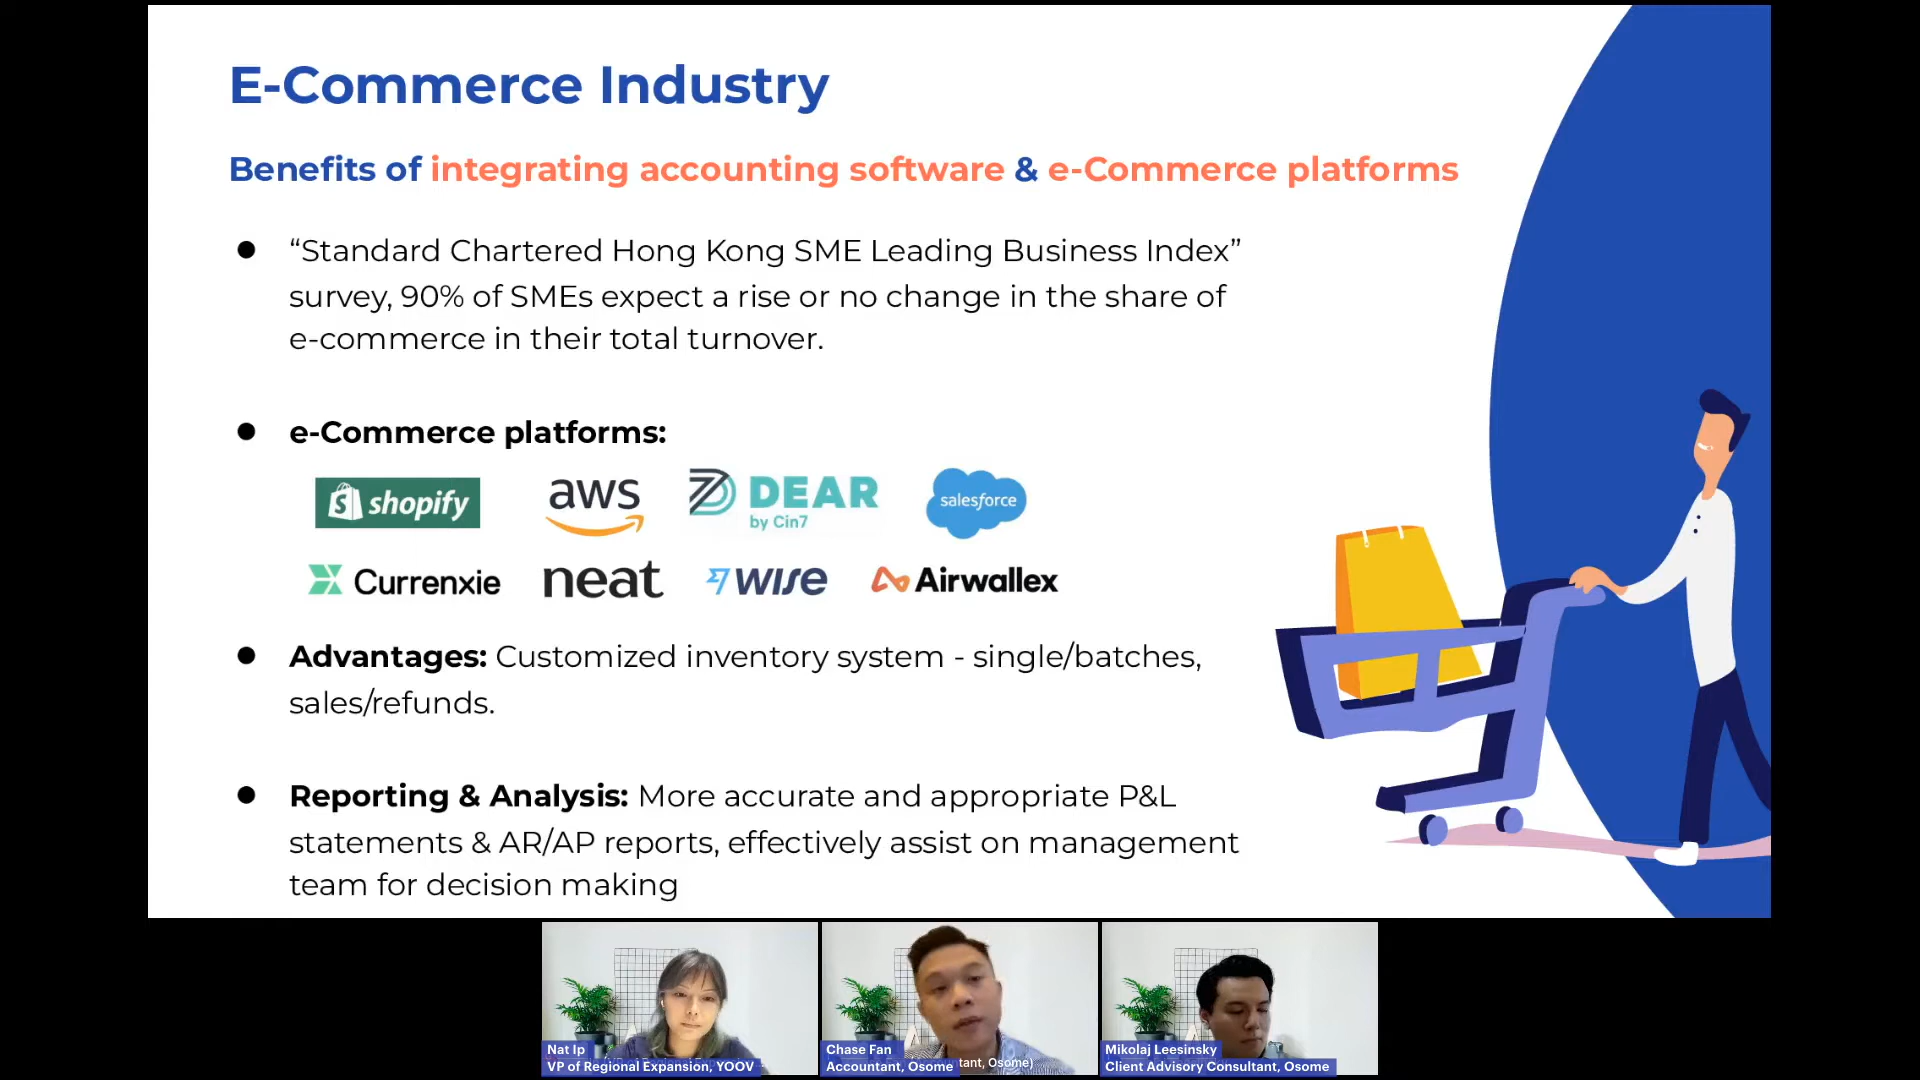 E-Commerce Industry
Benefits of integrating accounting software & e-Commerce platforms
● “Standard Chartered Hong Kong SME Leading Business Index”
survey, 90% of SMEs expect a rise or no change in the share of
e-commerce in their total turnover.
● e-Commerce platforms:
shopify aws DEAR by Cin7 salesforce
Currenxie neat wise Airwallex
● Advantages: Customized inventory system - single/batches,
sales/refunds.
● Reporting & Analysis: More accurate and appropriate P&L
statements & AR/AP reports, effectively assist on management
team for decision making
Nat Ip
VP of Regional Expansion, YOOV
Chase Fan
Accountant, Osome
tant, Osome)
Mikolaj Leesinsky
Client Advisory Consultant, Osome